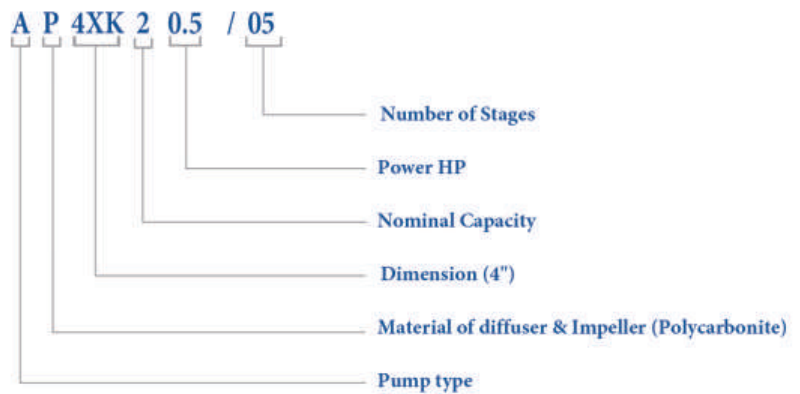 A P 4XK 2 0.5 / 05
Number of Stages
Power HP
Nominal Capacity
Dimension (4")
Material of diffuser & Impeller (Polycarbonite)
Pump type